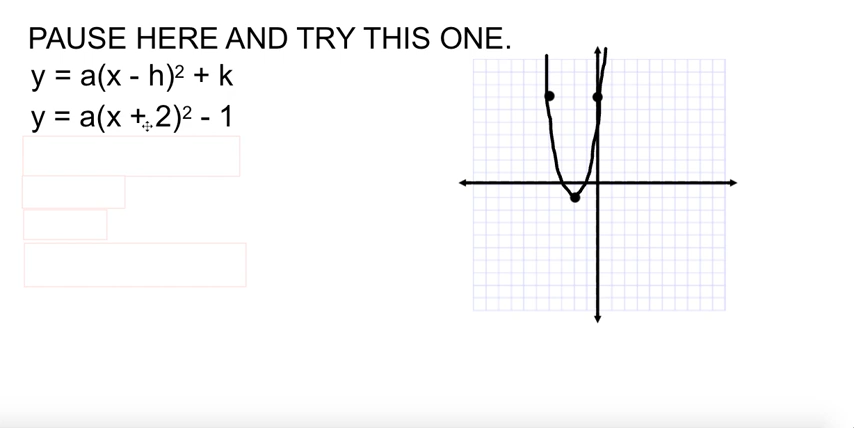 PAUSE HERE AND TRY THIS ONE.
y = a(x - h)² + k
y = a(x + 2)² - 1